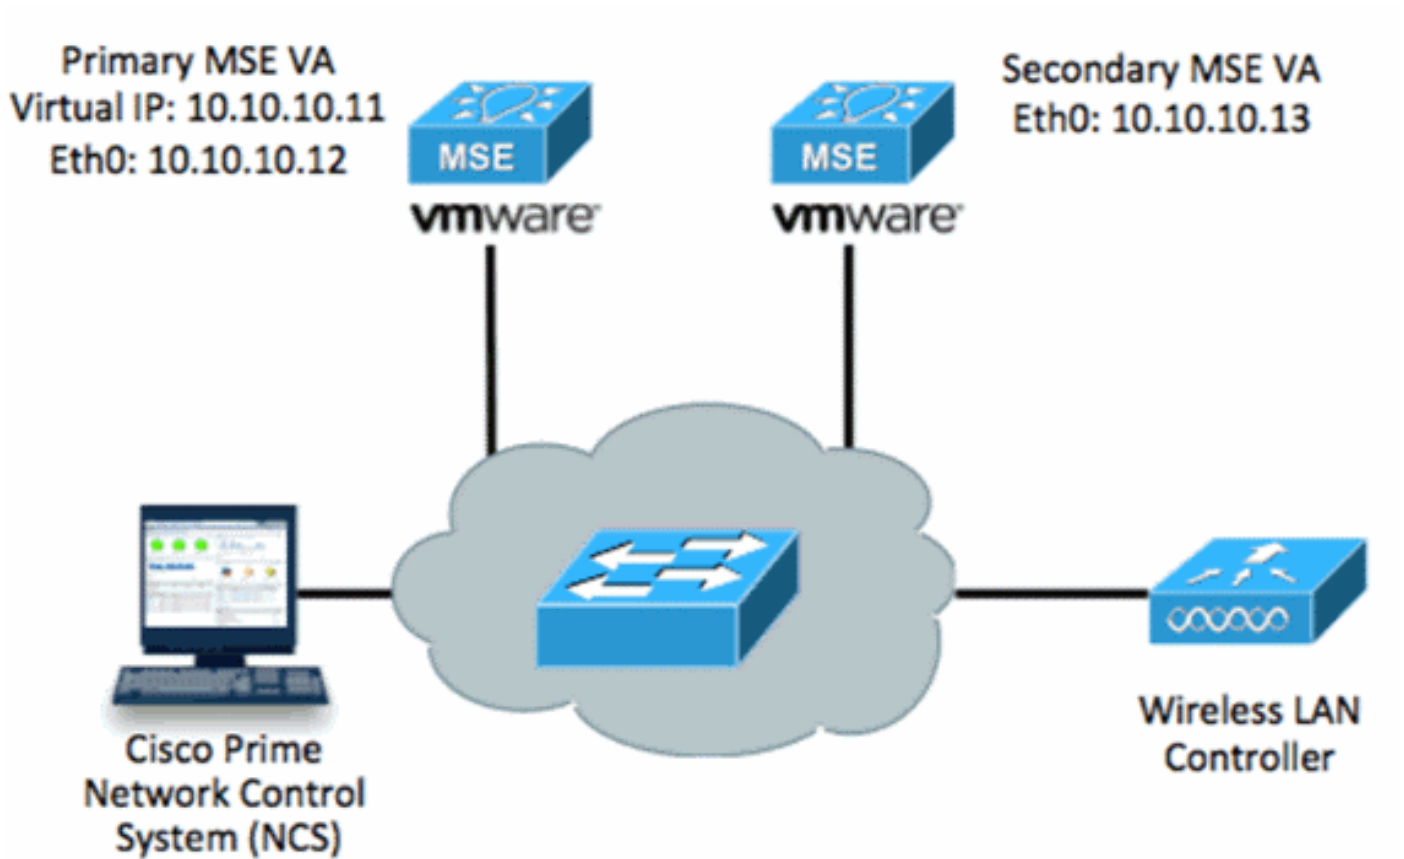 Primary MSE VA
Virtual IP: 10.10.10.11
Eth0: 10.10.10.12
Secondary MSE VA
Eth0: 10.10.10.13
MSE
vmware
MSE
vmware
Cisco Prime
Network Control
System (NCS)
Wireless LAN
Controller